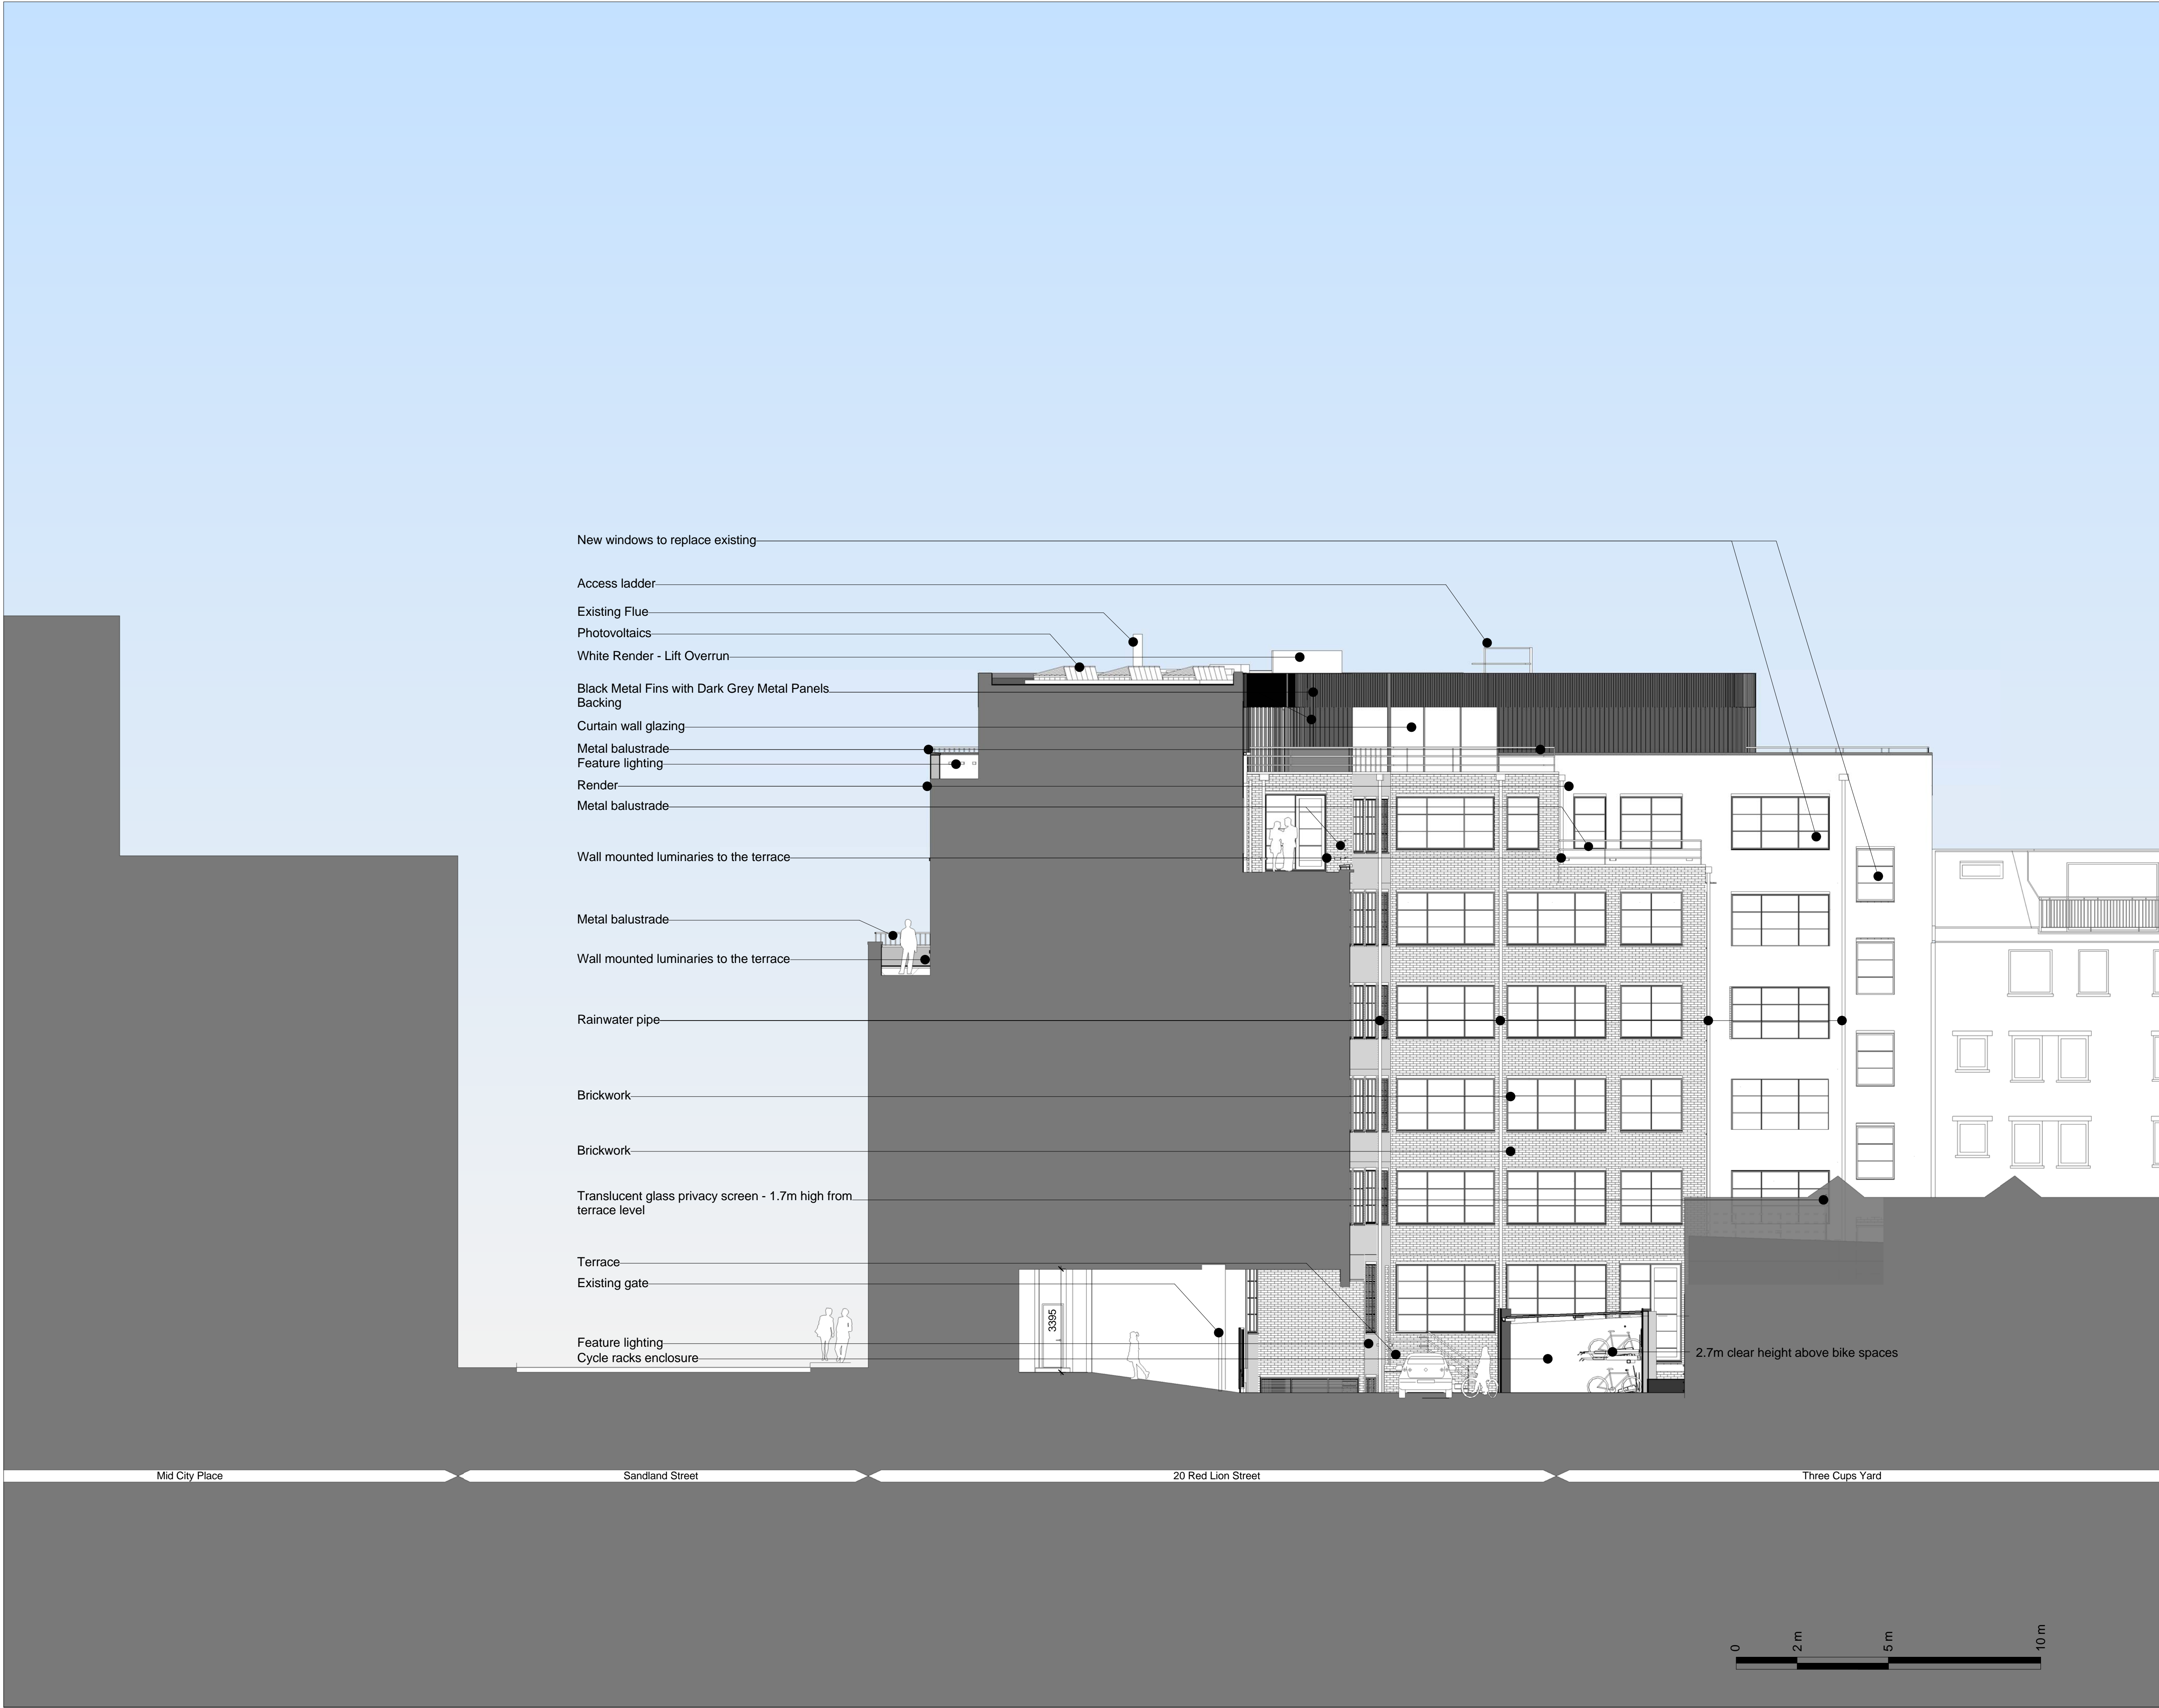 New windows to replace existing
Access ladder
Existing Flue
Photovoltaics
White Render - Lift Overrun
Black Metal Fins with Dark Grey Metal Panels
Backing
Curtain wall glazing
Metal balustrade
Feature lighting
Render
Metal balustrade
Wall mounted luminaries to the terrace
Metal balustrade
Wall mounted luminaries to the terrace
Rainwater pipe
Brickwork
Brickwork
Translucent glass privacy screen - 1.7m high from
terrace level
Terrace
Existing gate
3395
Feature lighting
Cycle racks enclosure
2.7m clear height above bike spaces
Mid City Place
Sandland Street
20 Red Lion Street
Three Cups Yard
0
2 m
5 m
10 m